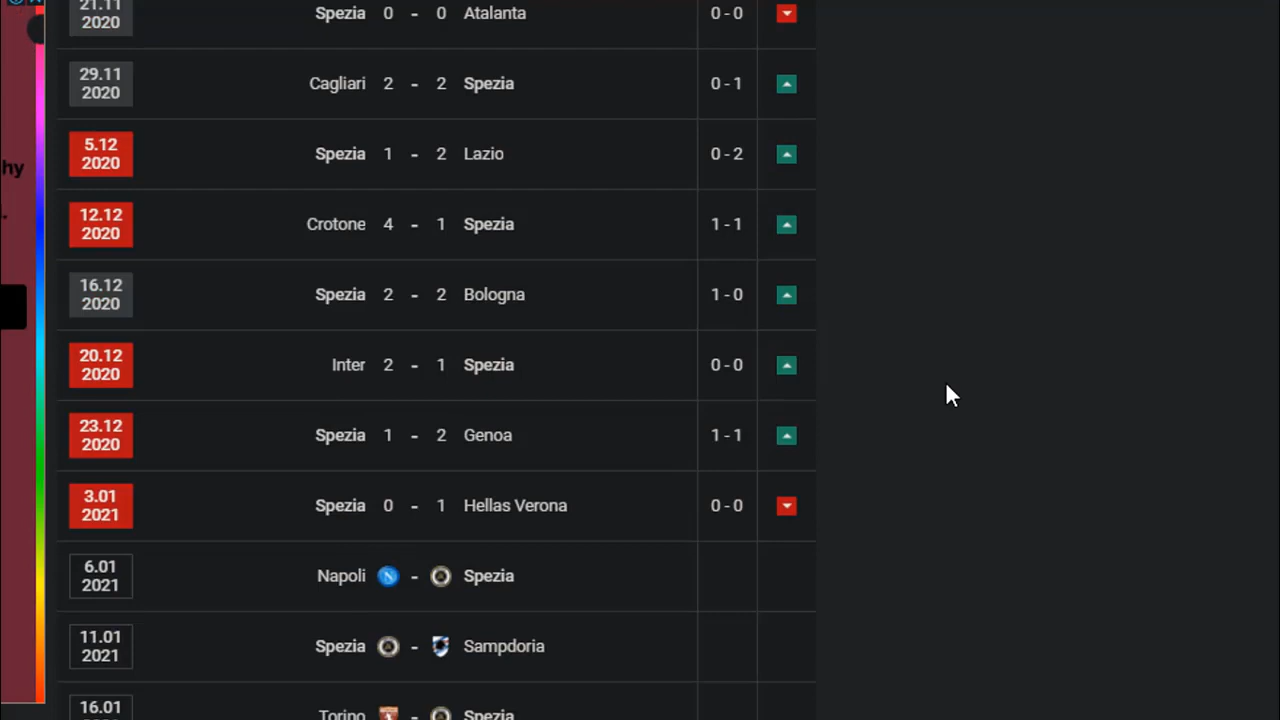 21.11
2020
Spezia 0 - 0 Atalanta 0 - 0
29.11
2020
Cagliari 2 - 2 Spezia 0 - 1
5.12
2020
Spezia 1 - 2 Lazio 0 - 2
hy
12.12
2020
Crotone 4 - 1 Spezia 1 - 1
16.12
2020
Spezia 2 - 2 Bologna 1 - 0
20.12
2020
Inter 2 - 1 Spezia 0 - 0
23.12
2020
Spezia 1 - 2 Genoa 1 - 1
3.01
2021
Spezia 0 - 1 Hellas Verona 0 - 0
6.01
2021
Napoli - Spezia
11.01
2021
Spezia - Sampdoria
16.01
Torino - Spezia